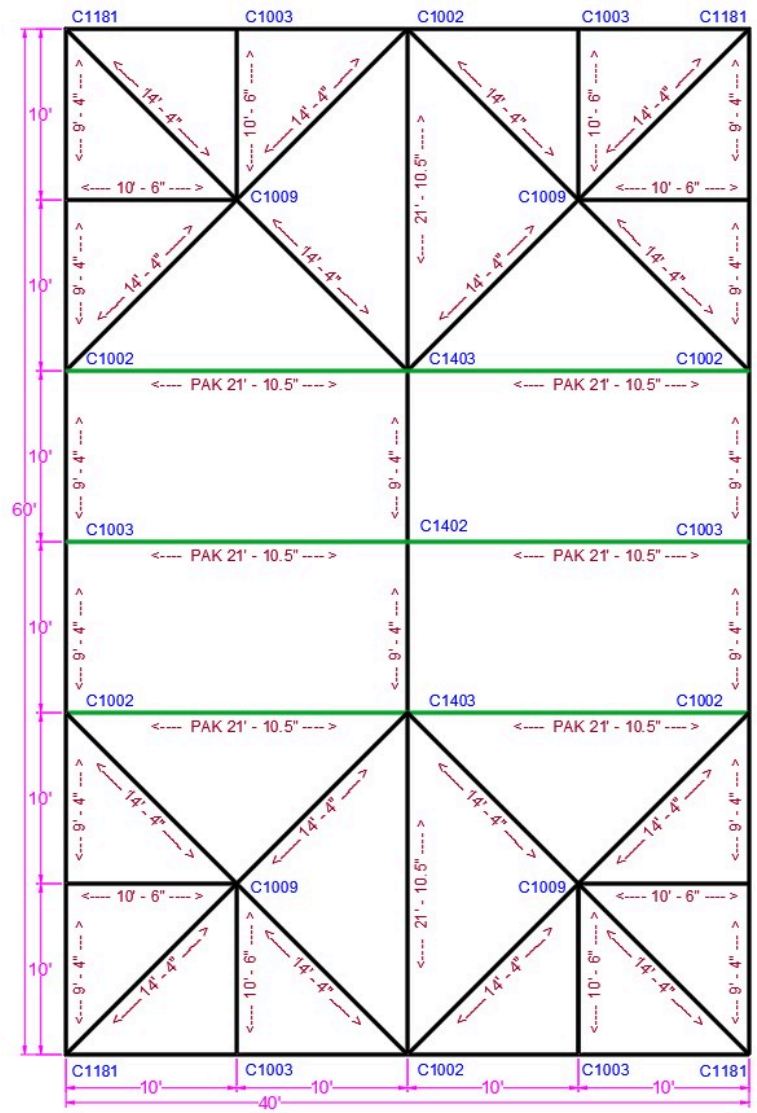 C1181 C1003 C1002 C1003 C1181
10' <---- 9' - 4" ----> <---- 14' - 4" ----> <---- 10' - 6" ----> <---- 14' - 4" ----> <---- 21' - 10.5" ----> <---- 14' - 4" ----> <---- 10' - 6" ----> <---- 14' - 4" ----> <---- 9' - 4" ---->
<---- 10' - 6" ----> <---- 10' - 6" ---->
C1009 C1009
10' <---- 9' - 4" ----> <---- 14' - 4" ----> <---- 14' - 4" ----> <---- 14' - 4" ----> <---- 14' - 4" ----> <---- 9' - 4" ---->
C1002 C1403 C1002
<---- PAK 21' - 10.5" ----> <---- PAK 21' - 10.5" ---->
10' <---- 9' - 4" ----> <---- 9' - 4" ----> <---- 9' - 4" ---->
60'
C1003 C1402 C1003
<---- PAK 21' - 10.5" ----> <---- PAK 21' - 10.5" ---->
10' <---- 9' - 4" ----> <---- 9' - 4" ----> <---- 9' - 4" ---->
C1002 C1403 C1002
<---- PAK 21' - 10.5" ----> <---- PAK 21' - 10.5" ---->
10' <---- 9' - 4" ----> <---- 14' - 4" ----> <---- 14' - 4" ----> <---- 21' - 10.5" ----> <---- 14' - 4" ----> <---- 14' - 4" ----> <---- 9' - 4" ---->
C1009 C1009
<---- 10' - 6" ----> <---- 10' - 6" ---->
10' <---- 9' - 4" ----> <---- 14' - 4" ----> <---- 10' - 6" ----> <---- 14' - 4" ----> <---- 14' - 4" ----> <---- 10' - 6" ----> <---- 14' - 4" ----> <---- 9' - 4" ---->
C1181 C1003 C1002 C1003 C1181
10' 10' 10' 10'
40'